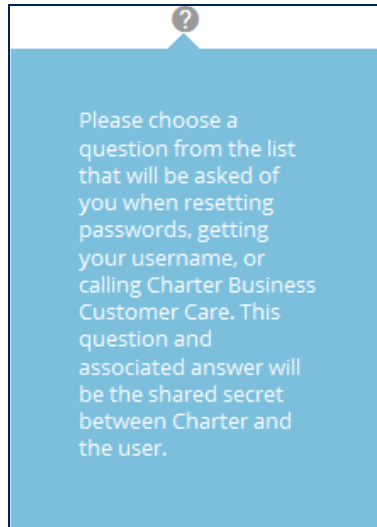 ?
Please choose a
question from the list
that will be asked of
you when resetting
passwords, getting
your username, or
calling Charter Business
Customer Care. This
question and
associated answer will
be the shared secret
between Charter and
the user.